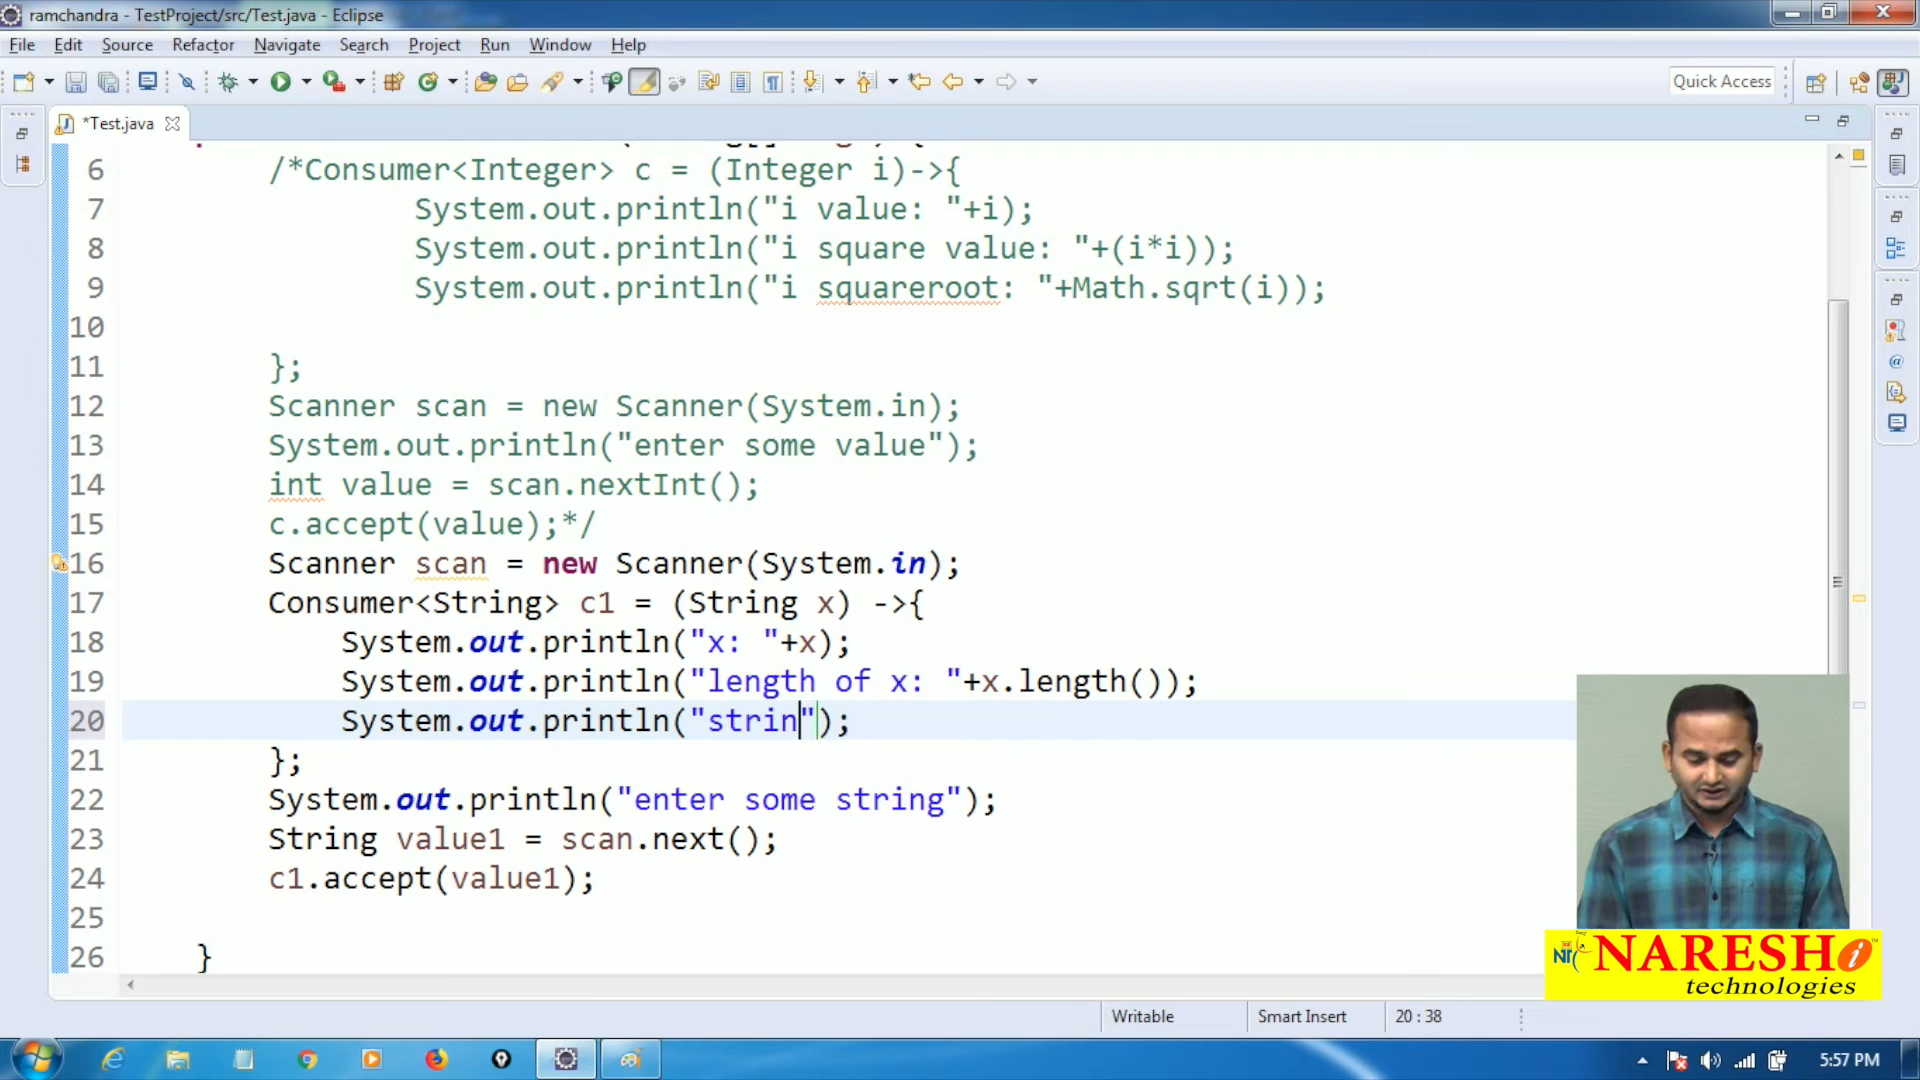 ramchandra - TestProject/src/Test.java - Eclipse
File Edit Source Refactor Navigate Search Project Run Window Help
Quick Access
*Test.java
6 /*Consumer<Integer> c = (Integer i)->{
7 System.out.println("i value: "+i);
8 System.out.println("i square value: "+(i*i));
9 System.out.println("i squareroot: "+Math.sqrt(i));
10
11 };
12 Scanner scan = new Scanner(System.in);
13 System.out.println("enter some value");
14 int value = scan.nextInt();
15 c.accept(value);*/
16 Scanner scan = new Scanner(System.in);
17 Consumer<String> c1 = (String x) ->{
18 System.out.println("x: "+x);
19 System.out.println("length of x: "+x.length());
20 System.out.println("strin");
21 };
22 System.out.println("enter some string");
23 String value1 = scan.next();
24 c1.accept(value1);
25
26 }
NARESH i
technologies
Writable Smart Insert 20 : 38
5:57 PM